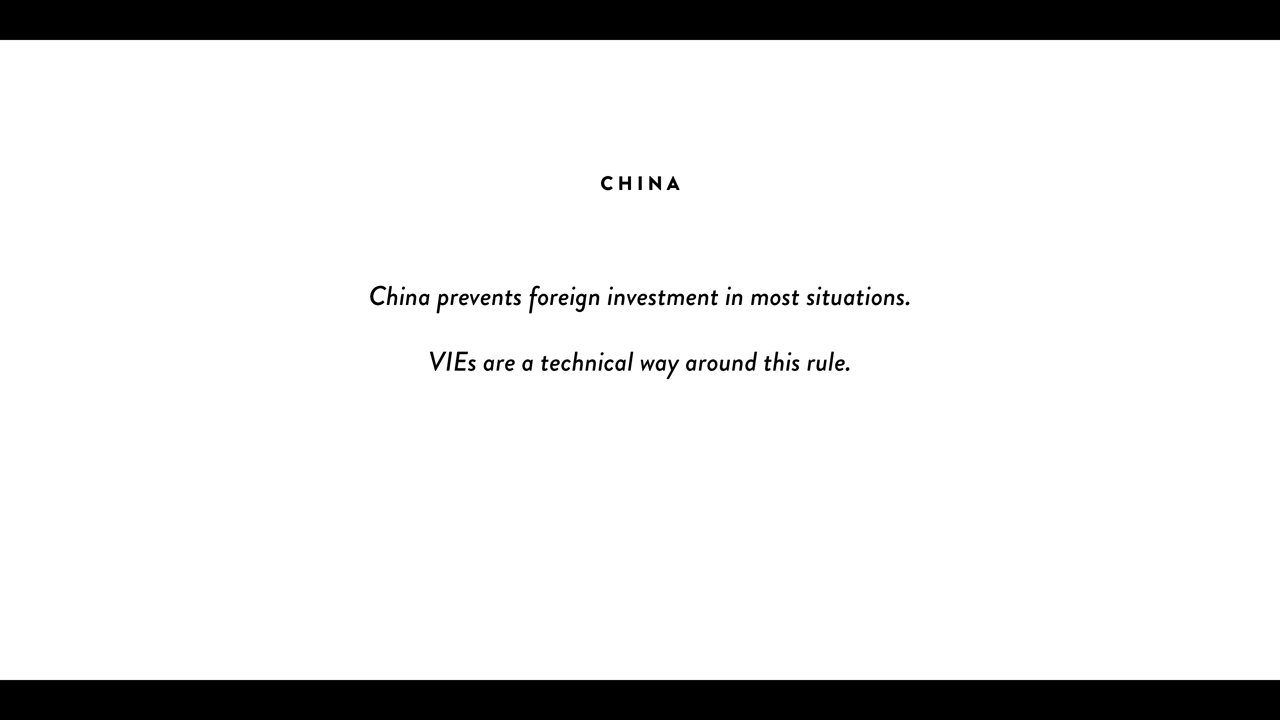 CHINA
China prevents foreign investment in most situations.
VIEs are a technical way around this rule.